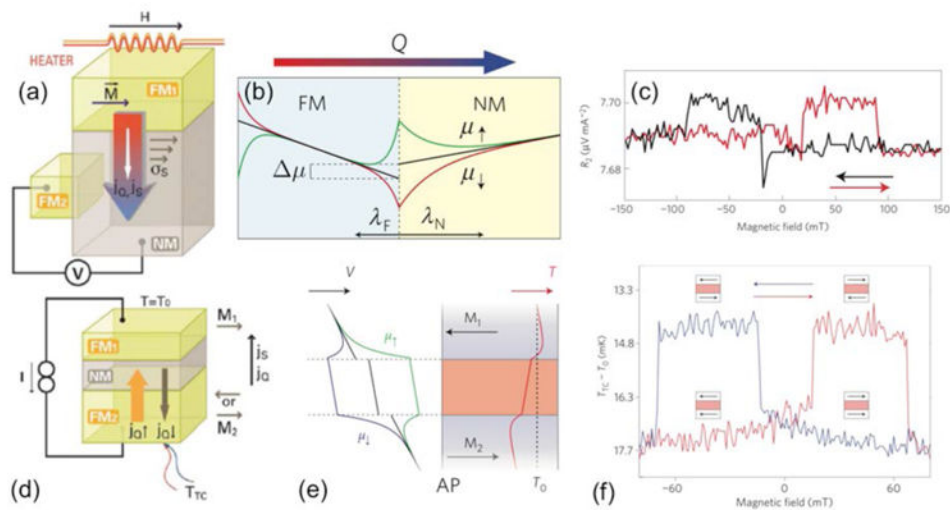 (a)
H
HEATER
FM1
M
σS
jQ, jS
FM2
NM
V
Q
(b)
FM
NM
μ↑
Δμ
μ↓
λF
λN
(c)
7.70
7.68
R2 (μV mA⁻²)
−150
−100
−50
0
50
100
150
Magnetic field (mT)
T=T0
M1
FM1
jS
jQ
I
NM
or
FM2
jQ↑
jQ↓
M2
TTC
(d)
V
T
μ↑
M1
μ↓
M2
(e)
AP
T0
13.3
14.8
16.3
17.7
TTC − T0 (mK)
−60
0
60
Magnetic field (mT)
(f)